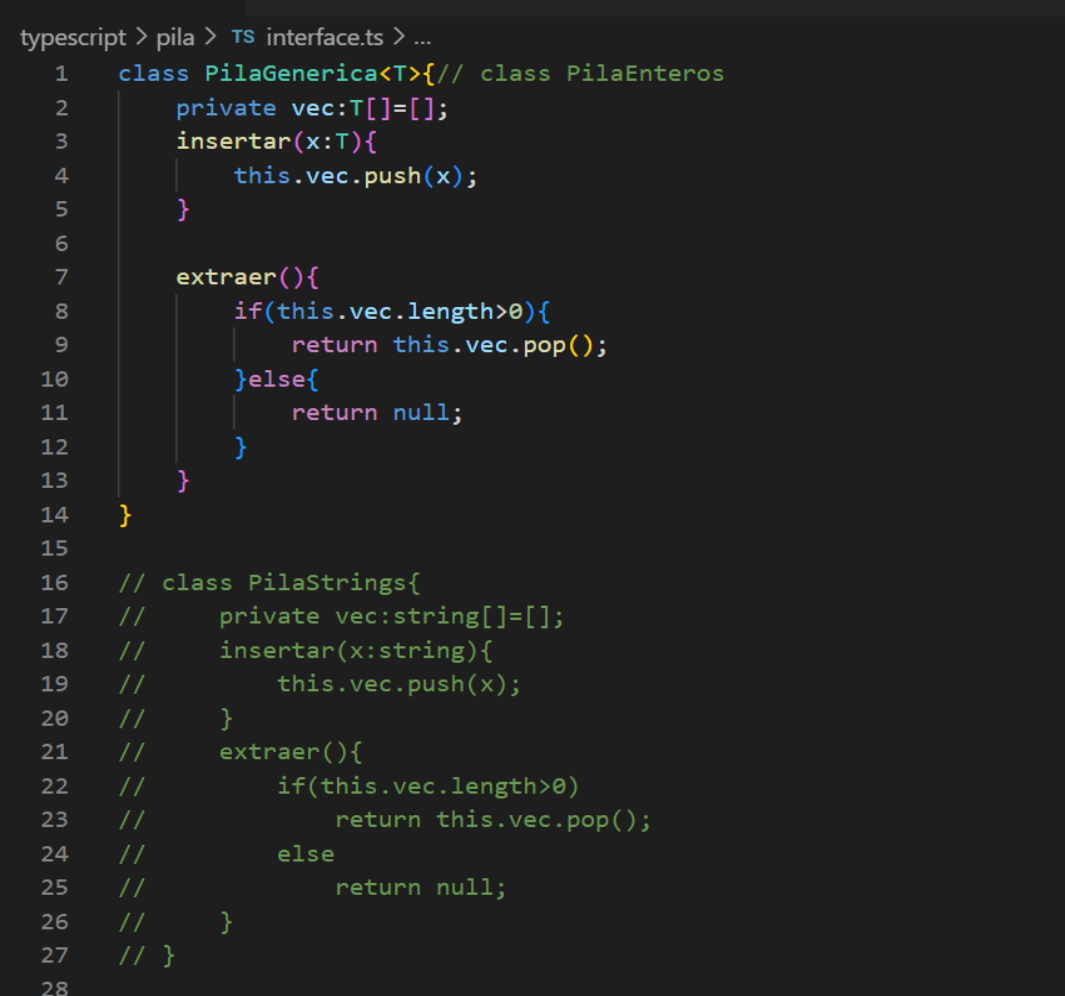 typescript > pila > TS interface.ts > ...
1 class PilaGenerica<T>{// class PilaEnteros
2     private vec:T[]=[];
3     insertar(x:T){
4         this.vec.push(x);
5     }
6
7     extraer(){
8         if(this.vec.length>0){
9             return this.vec.pop();
10         }else{
11             return null;
12         }
13     }
14 }
15
16 // class PilaStrings{
17 //     private vec:string[]=[];
18 //     insertar(x:string){
19 //         this.vec.push(x);
20 //     }
21 //     extraer(){
22 //         if(this.vec.length>0)
23 //             return this.vec.pop();
24 //         else
25 //             return null;
26 //     }
27 // }
28